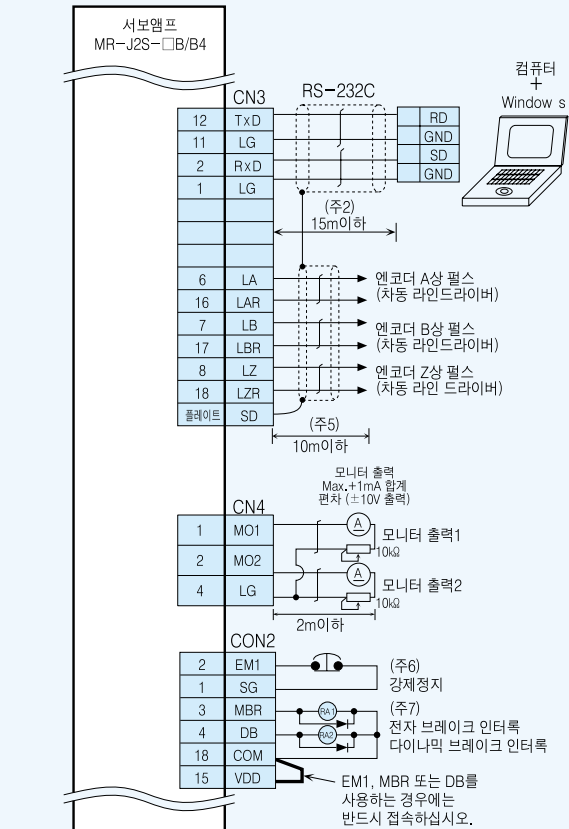 서보앰프
MR-J2S-□B/B4
컴퓨터
+
Window s
CN3
RS-232C
12 TxD RD
11 LG GND
2 RxD SD
1 LG GND
(주2)
15m이하
6 LA
16 LAR
엔코더 A상 펄스
(차동 라인드라이버)
7 LB
17 LBR
엔코더 B상 펄스
(차동 라인드라이버)
8 LZ
18 LZR
엔코더 Z상 펄스
(차동 라인 드라이버)
플레이트 SD
(주5)
10m이하
모니터 출력
Max.+1mA 합계
편차 (±10V 출력)
CN4
1 MO1
A
모니터 출력1
10kΩ
2 MO2
A
모니터 출력2
4 LG
10kΩ
2m이하
CON2
2 EM1
(주6)
1 SG
강제정지
3 MBR
RA1
(주7)
전자 브레이크 인터록
4 DB
RA2
다이나믹 브레이크 인터록
18 COM
15 VDD
EM1, MBR 또는 DB를
사용하는 경우에는
반드시 접속하십시오.